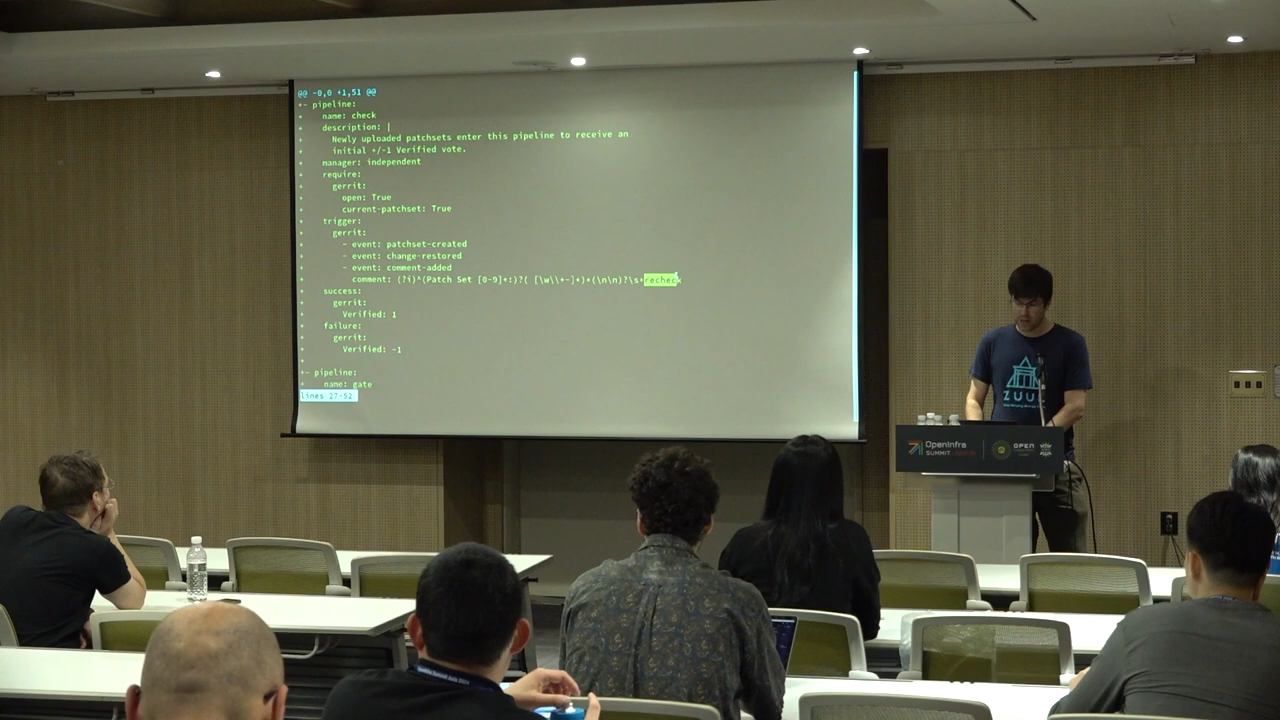 @@ -0,0 +1,51 @@
+- pipeline:
+    name: check
+    description: |
+      Newly uploaded patchsets enter this pipeline to receive an
+      initial +/-1 Verified vote.
+    manager: independent
+    require:
+      gerrit:
+        open: True
+        current-patchset: True
+    trigger:
+      gerrit:
+        - event: patchset-created
+        - event: change-restored
+        - event: comment-added
+          comment: (?i)^(Patch Set [0-9]+:)?( [\w\\+-]*)*(\n\n)?\s*recheck
+    success:
+      gerrit:
+        Verified: 1
+    failure:
+      gerrit:
+        Verified: -1
+
+- pipeline:
+    name: gate
lines 27-52
ZUUL
OpenInfra
SUMMIT
OPEN